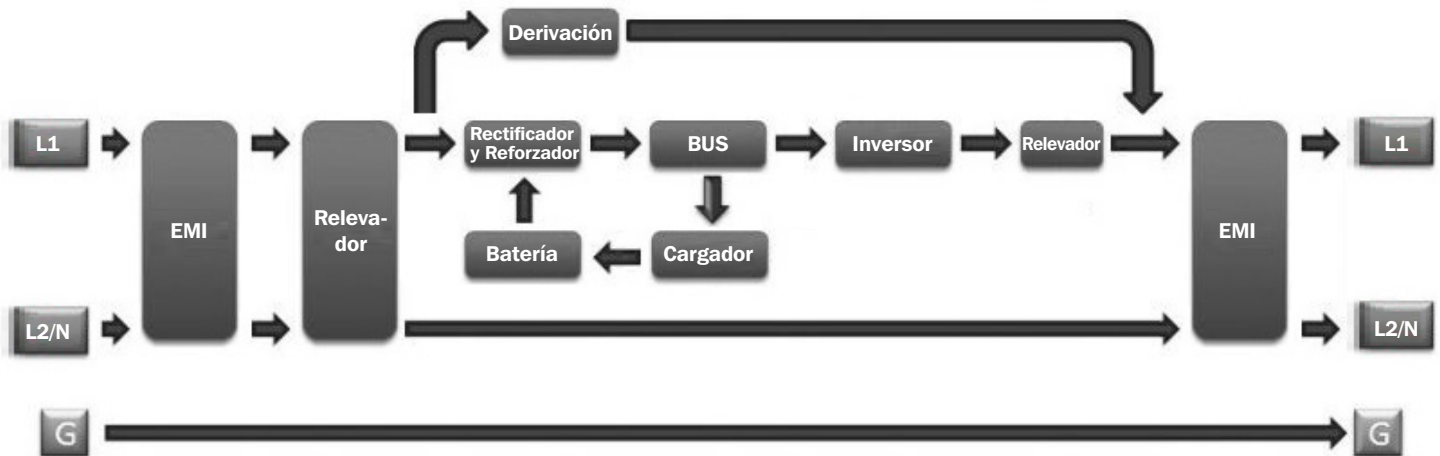 Derivación
L1
EMI
Releva-
dor
Rectificador
y Reforzador
BUS
Inversor
Relevador
EMI
L1
Batería
Cargador
L2/N
L2/N
G
G